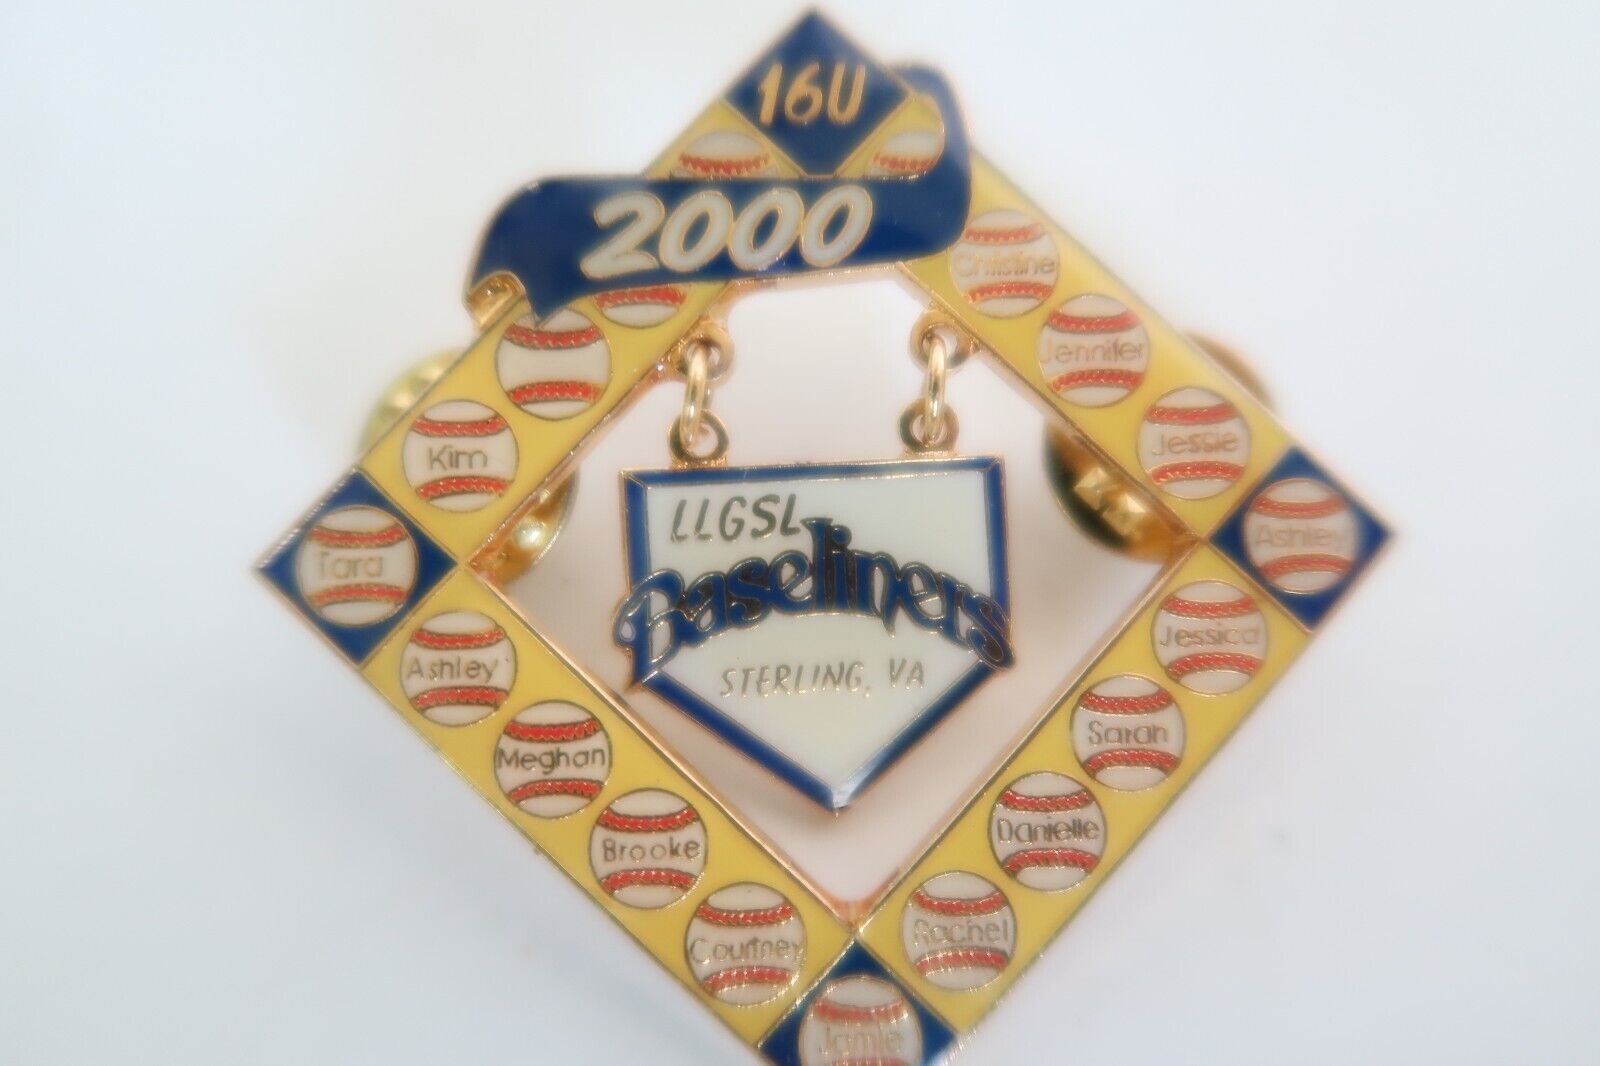 16U
2000
Christine
Jennifer
Jessie
Ashley
Kim
Tara
LLGSL
Baseliners
STERLING, VA
Ashley
Meghan
Brooke
Courtney
Jessica
Sarah
Danielle
Rachel
Jamie